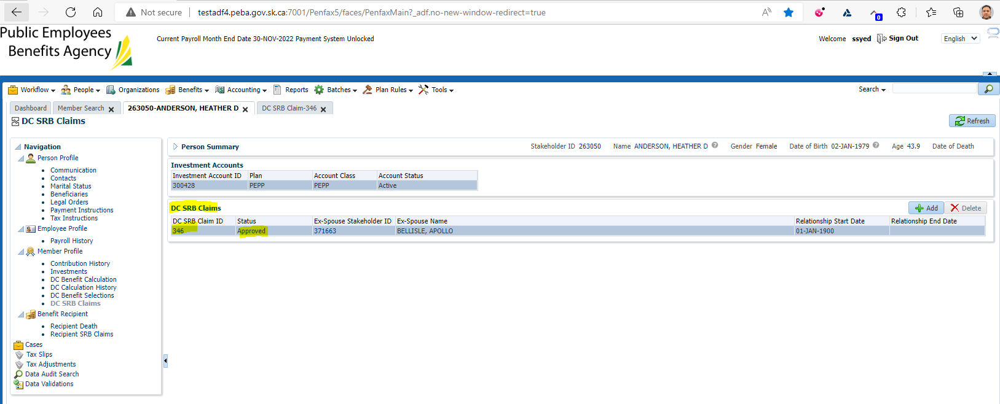 Not secure testadf4.peba.gov.sk.ca:7001/Penfax5/faces/PenfaxMain?_adf.no-new-window-redirect=true
0
Public Employees
Benefits Agency
Current Payroll Month End Date 30-NOV-2022 Payment System Unlocked
Welcome ssyed Sign Out English
Workflow People Organizations Benefits Accounting Reports Batches Plan Rules Tools Search
Dashboard Member Search 263050-ANDERSON, HEATHER D DC SRB Claim-346
DC SRB Claims Refresh
Navigation
Person Profile
Communication
Contacts
Marital Status
Beneficiaries
Legal Orders
Payment Instructions
Tax Instructions
Employee Profile
Payroll History
Member Profile
Contribution History
Investments
DC Benefit Calculation
DC Calculation History
DC Benefit Selections
DC SRB Claims
Benefit Recipient
Recipient Death
Recipient SRB Claims
Cases
Tax Slips
Tax Adjustments
Data Audit Search
Data Validations
Person Summary Stakeholder ID 263050 Name ANDERSON, HEATHER D Gender Female Date of Birth 02-JAN-1979 Age 43.9 Date of Death
Investment Accounts
Investment Account ID Plan Account Class Account Status
300428 PEPP PEPP Active
DC SRB Claims Add Delete
DC SRB Claim ID Status Ex-Spouse Stakeholder ID Ex-Spouse Name Relationship Start Date Relationship End Date
346 Approved 371663 BELLISLE, APOLLO 01-JAN-1900